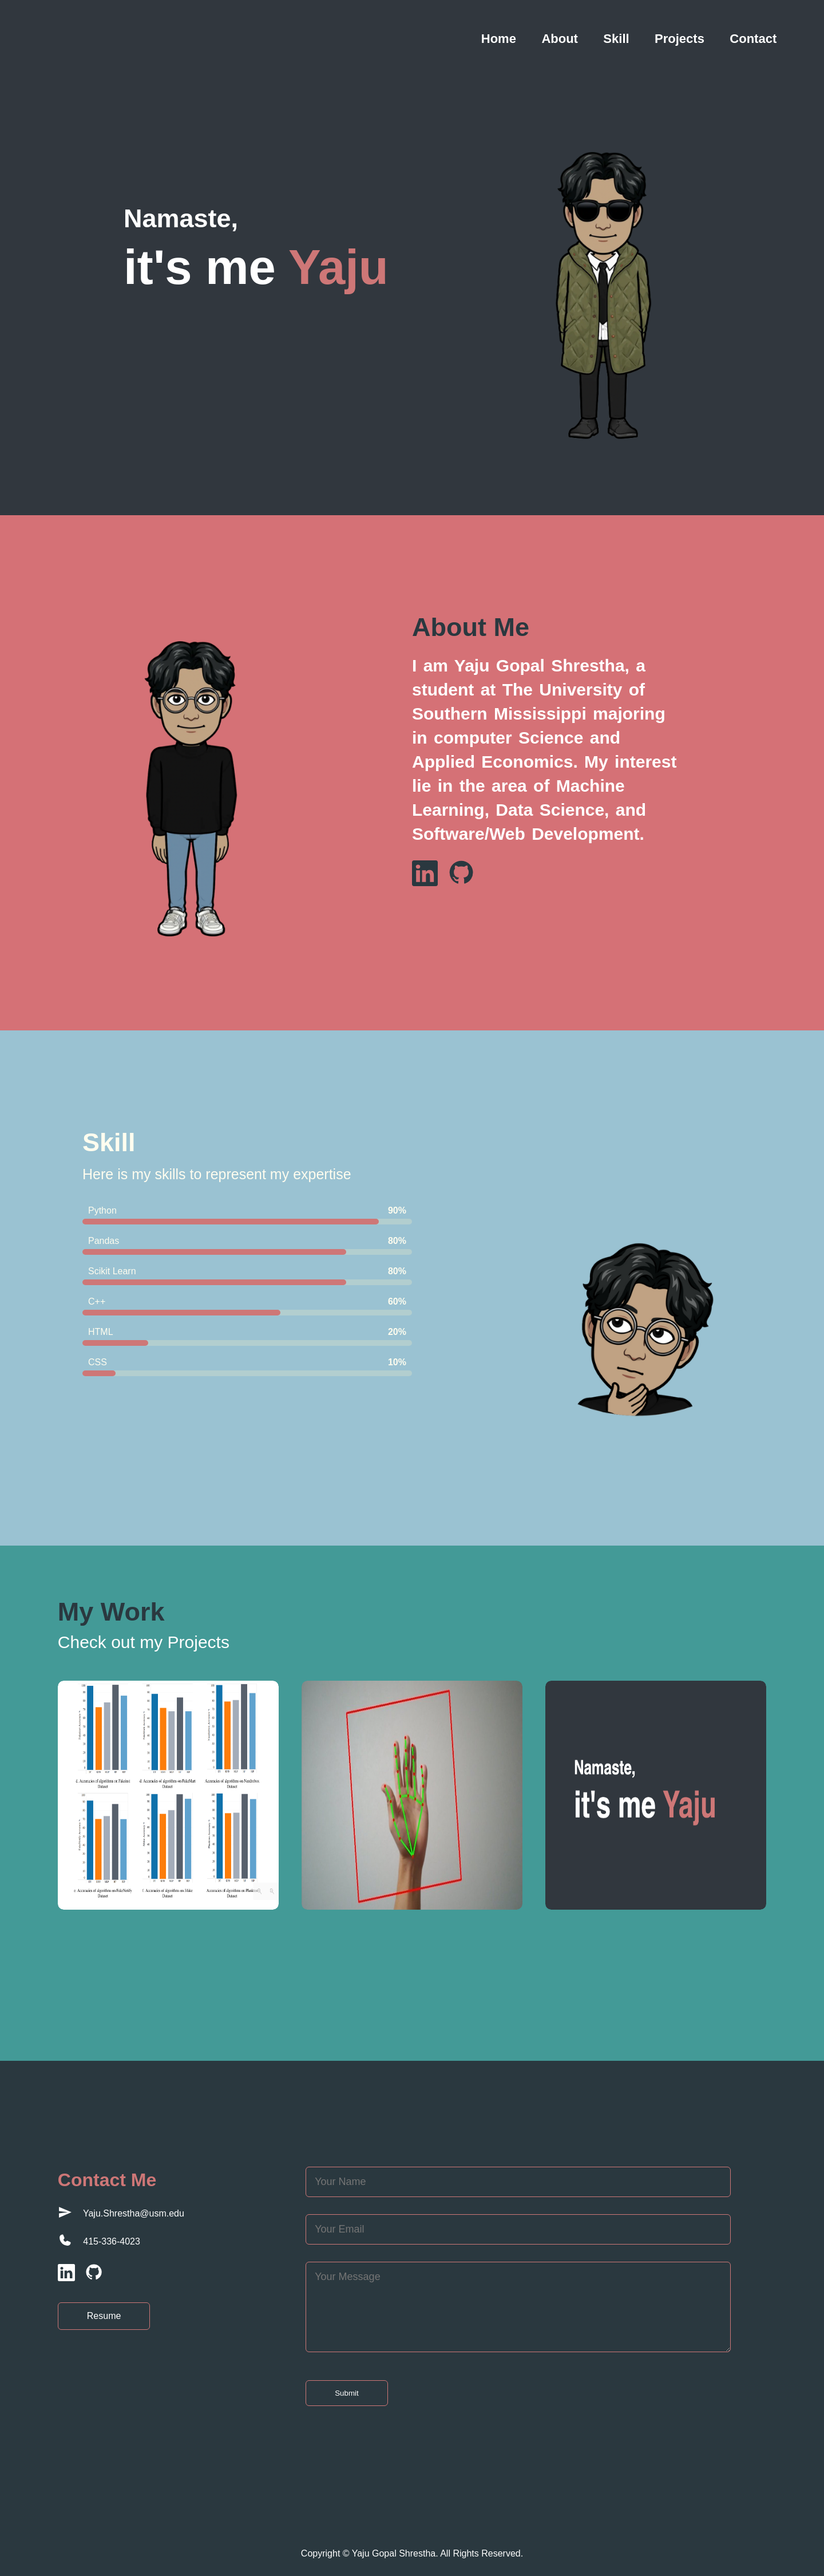 Home About Skill Projects Contact
Namaste,
it's me Yaju
About Me
I am Yaju Gopal Shrestha, a
student at The University of
Southern Mississippi majoring
in computer Science and
Applied Economics. My interest
lie in the area of Machine
Learning, Data Science, and
Software/Web Development.
Skill
Here is my skills to represent my expertise
Python 90%
Pandas 80%
Scikit Learn 80%
C++ 60%
HTML 20%
CSS 10%
My Work
Check out my Projects
Namaste,
it's me Yaju
Contact Me
Yaju.Shrestha@usm.edu
415-336-4023
Resume
Your Name
Your Email
Your Message
Submit
Copyright © Yaju Gopal Shrestha. All Rights Reserved.